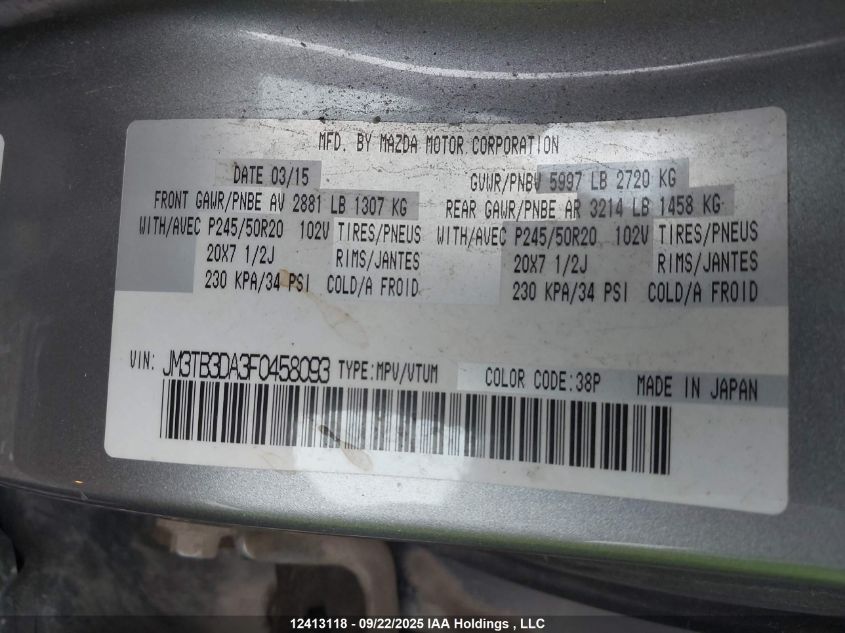 MFD. BY MAZDA MOTOR CORPORATION
DATE 03/15 GVWR/PNBV 5997 LB 2720 KG
FRONT GAWR/PNBE AV 2881 LB 1307 KG REAR GAWR/PNBE AR 3214 LB 1458 KG
WITH/AVEC P245/50R20 102V TIRES/PNEUS WITH/AVEC P245/50R20 102V TIRES/PNEUS
20X7 1/2J RIMS/JANTES 20X7 1/2J RIMS/JANTES
230 KPA/34 PSI COLD/A FROID 230 KPA/34 PSI COLD/A FROID
VIN: JM3TB3DA3F0458093 TYPE:MPV/VTUM COLOR CODE:38P MADE IN JAPAN
12413118 - 09/22/2025 IAA Holdings , LLC